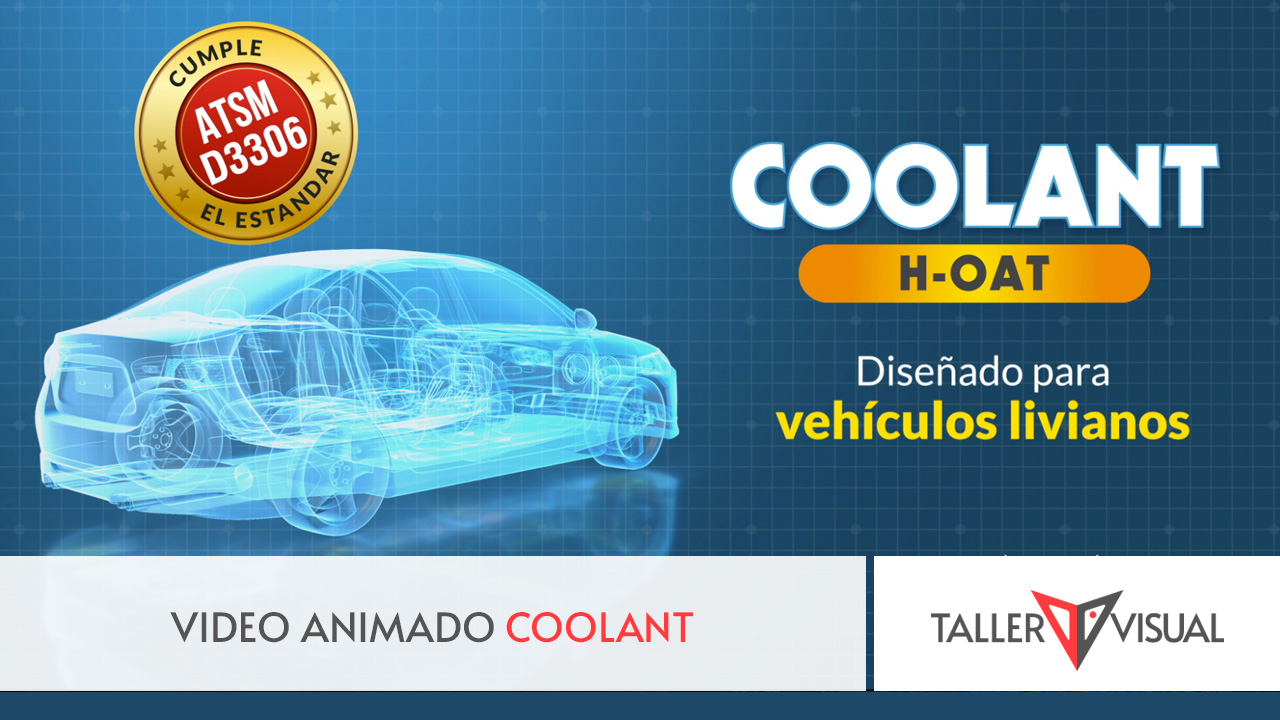 CUMPLE
ATSM
D3306
EL ESTANDAR
COOLANT
H-OAT
Diseñado para
vehículos livianos
VIDEO ANIMADO COOLANT
TALLER VISUAL